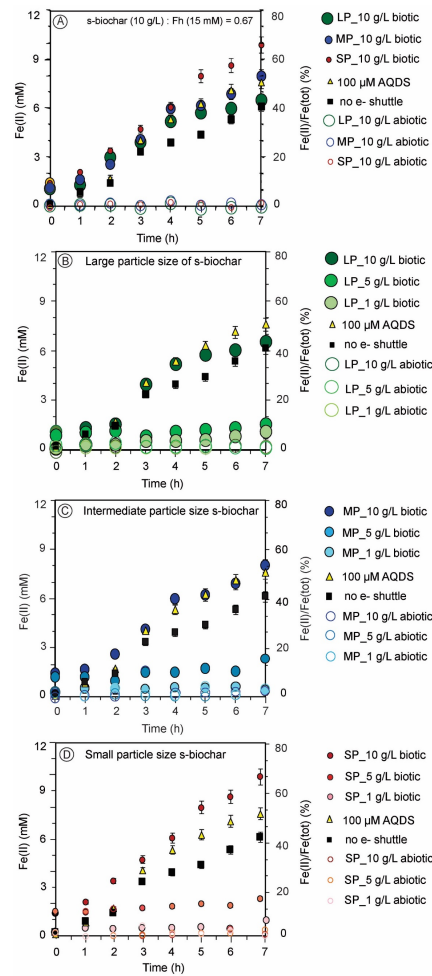 A s-biochar (10 g/L) : Fh (15 mM) = 0.67
12
9
6
3
0
Fe(II) (mM)
80
60
40
20
0
Fe(II)/Fe(tot) (%)
0 1 2 3 4 5 6 7
Time (h)
LP_10 g/L biotic
MP_10 g/L biotic
SP_10 g/L biotic
100 µM AQDS
no e- shuttle
LP_10 g/L abiotic
MP_10 g/L abiotic
SP_10 g/L abiotic
B Large particle size of s-biochar
12
9
6
3
0
Fe(II) (mM)
80
60
40
20
0
Fe(II)/Fe(tot) (%)
0 1 2 3 4 5 6 7
Time (h)
LP_10 g/L biotic
LP_5 g/L biotic
LP_1 g/L biotic
100 µM AQDS
no e- shuttle
LP_10 g/L abiotic
LP_5 g/L abiotic
LP_1 g/L abiotic
C Intermediate particle size s-biochar
12
9
6
3
0
Fe(II) (mM)
80
60
40
20
0
Fe(II)/Fe(tot) (%)
0 1 2 3 4 5 6 7
Time (h)
MP_10 g/L biotic
MP_5 g/L biotic
MP_1 g/L biotic
100 µM AQDS
no e- shuttle
MP_10 g/L abiotic
MP_5 g/L abiotic
MP_1 g/L abiotic
D Small particle size s-biochar
12
9
6
3
0
Fe(II) (mM)
80
60
40
20
0
Fe(II)/Fe(tot) (%)
0 1 2 3 4 5 6 7
Time (h)
SP_10 g/L biotic
SP_5 g/L biotic
SP_1 g/L biotic
100 µM AQDS
no e- shuttle
SP_10 g/L abiotic
SP_5 g/L abiotic
SP_1 g/L abiotic